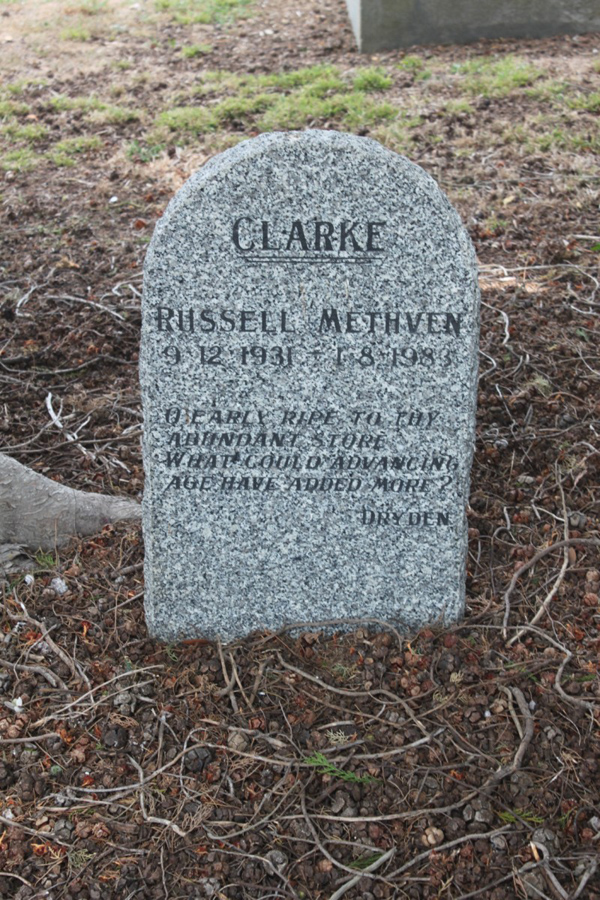 CLARKE
RUSSELL METHVEN
9·12·1931 – 1·8·1983
O EARLY RIPE TO THY
ABUNDANT STORE
WHAT COULD ADVANCING
AGE HAVE ADDED MORE?
DRYDEN.